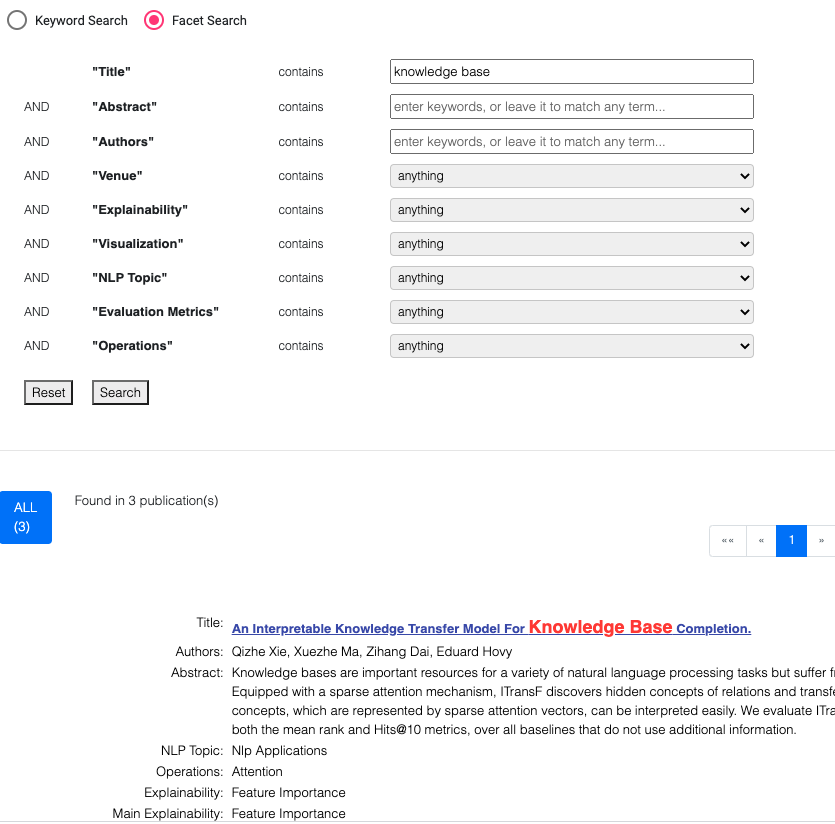 Keyword Search Facet Search
"Title" contains knowledge base
AND "Abstract" contains enter keywords, or leave it to match any term...
AND "Authors" contains enter keywords, or leave it to match any term...
AND "Venue" contains anything
AND "Explainability" contains anything
AND "Visualization" contains anything
AND "NLP Topic" contains anything
AND "Evaluation Metrics" contains anything
AND "Operations" contains anything
Reset Search
ALL
(3)
Found in 3 publication(s)
«« « 1 »
Title: An Interpretable Knowledge Transfer Model For Knowledge Base Completion.
Authors: Qizhe Xie, Xuezhe Ma, Zihang Dai, Eduard Hovy
Abstract: Knowledge bases are important resources for a variety of natural language processing tasks but suffer
Equipped with a sparse attention mechanism, ITransF discovers hidden concepts of relations and
concepts, which are represented by sparse attention vectors, can be interpreted easily. We evaluate
both the mean rank and Hits@10 metrics, over all baselines that do not use additional information.
NLP Topic: Nlp Applications
Operations: Attention
Explainability: Feature Importance
Main Explainability: Feature Importance